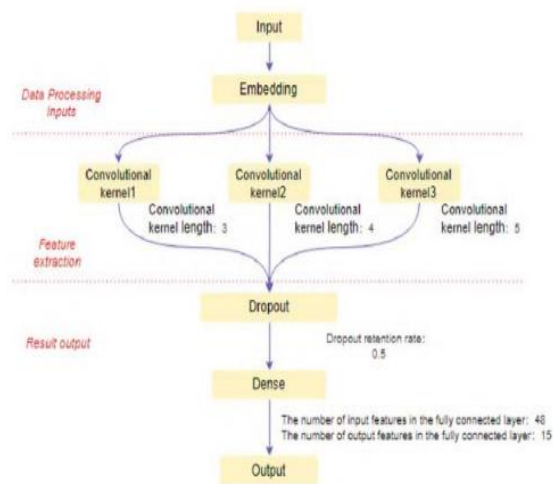 Input
Data Processing
Inputs
Embedding
Convolutional
kernel1
Convolutional
kernel2
Convolutional
kernel3
Convolutional
kernel length: 3
Convolutional
kernel length: 4
Convolutional
kernel length: 5
Feature
extraction
Dropout
Result output
Dropout retention rate:
0.5
Dense
The number of input features in the fully connected layer: 48
The number of output features in the fully connected layer: 15
Output